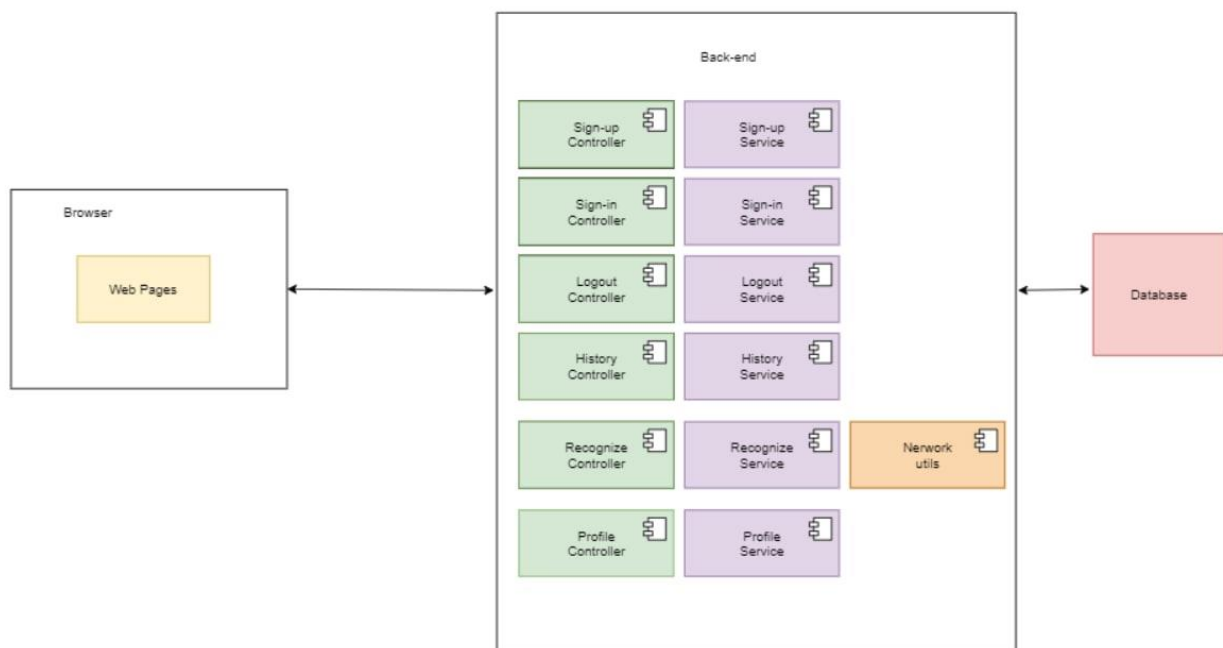 Back-end
Sign-up
Controller
Sign-up
Service
Sign-in
Controller
Sign-in
Service
Browser
Web Pages
Logout
Controller
Logout
Service
Database
History
Controller
History
Service
Recognize
Controller
Recognize
Service
Nerwork
utils
Profile
Controller
Profile
Service